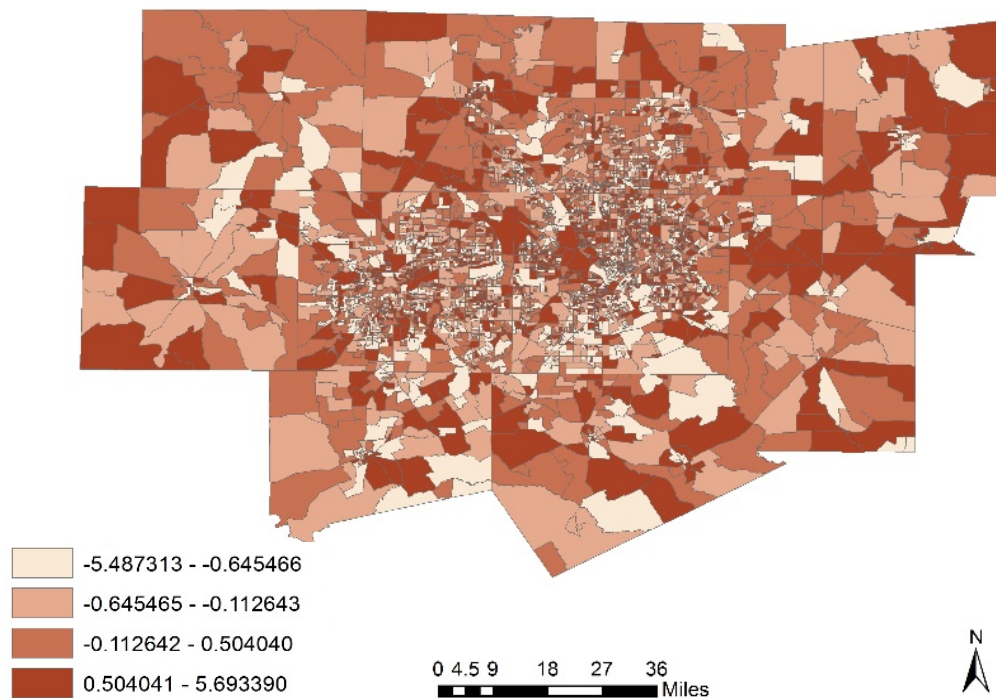 -5.487313 - -0.645466
-0.645465 - -0.112643
-0.112642 - 0.504040
0.504041 - 5.693390
0 4.5 9 18 27 36
Miles
N